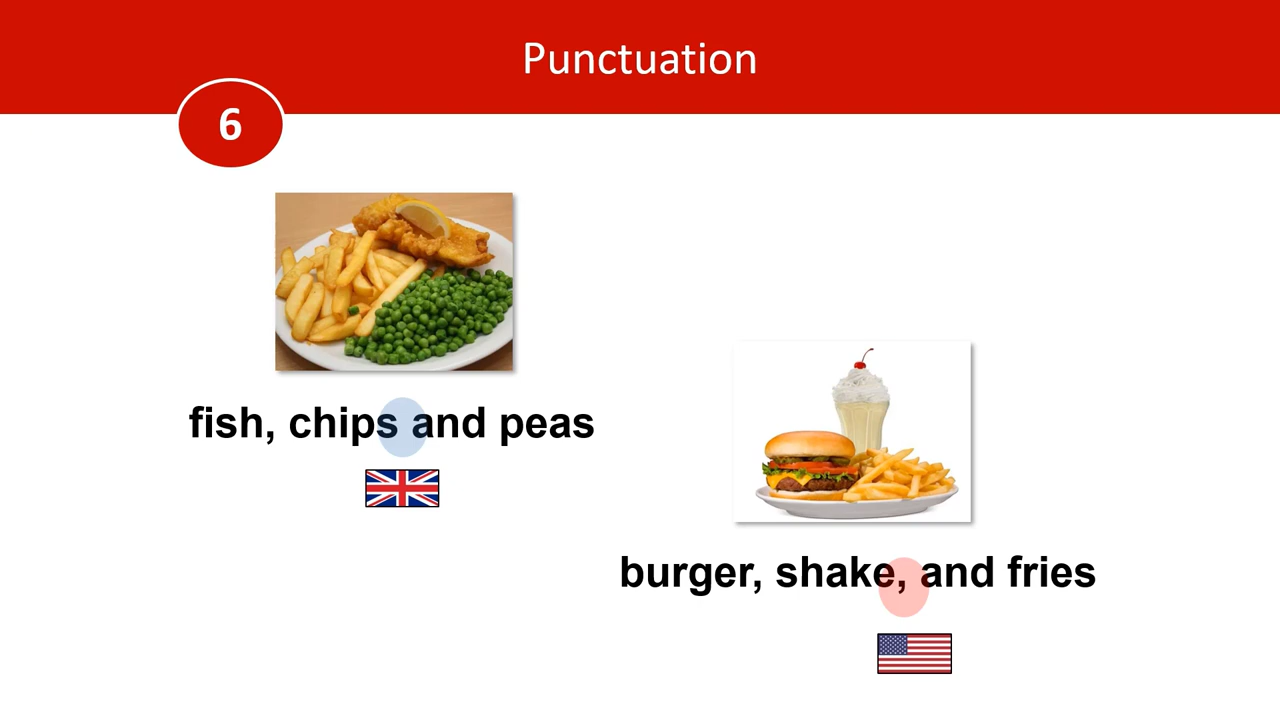 Punctuation
6
fish, chips and peas
burger, shake, and fries